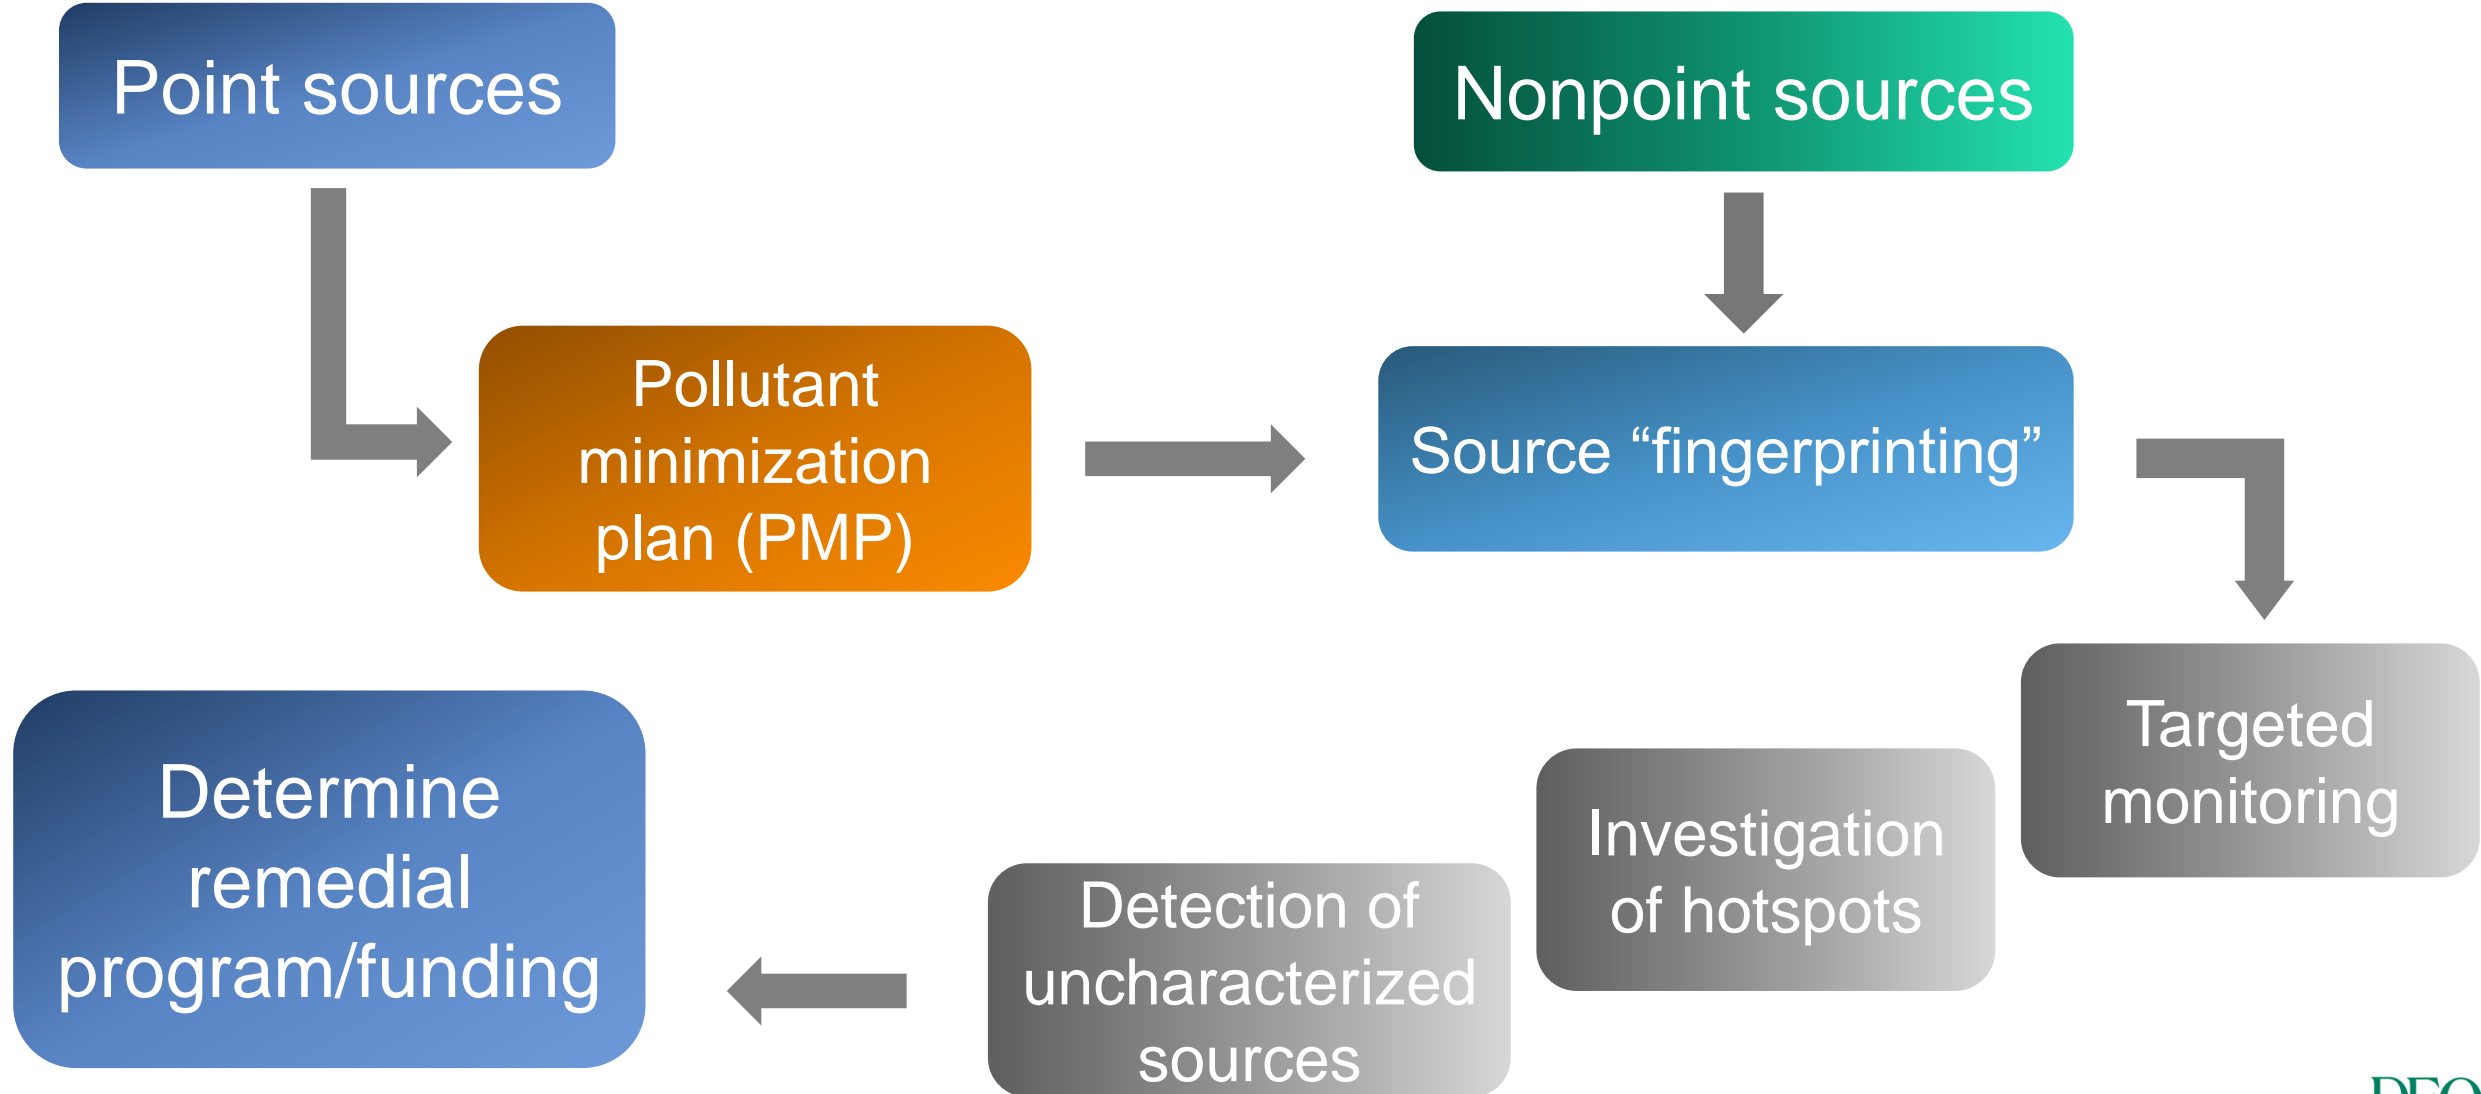 Point sources
Nonpoint sources
Pollutant
minimization
plan (PMP)
Source “fingerprinting”
Targeted
monitoring
Investigation
of hotspots
Detection of
uncharacterized
sources
Determine
remedial
program/funding
DEQ